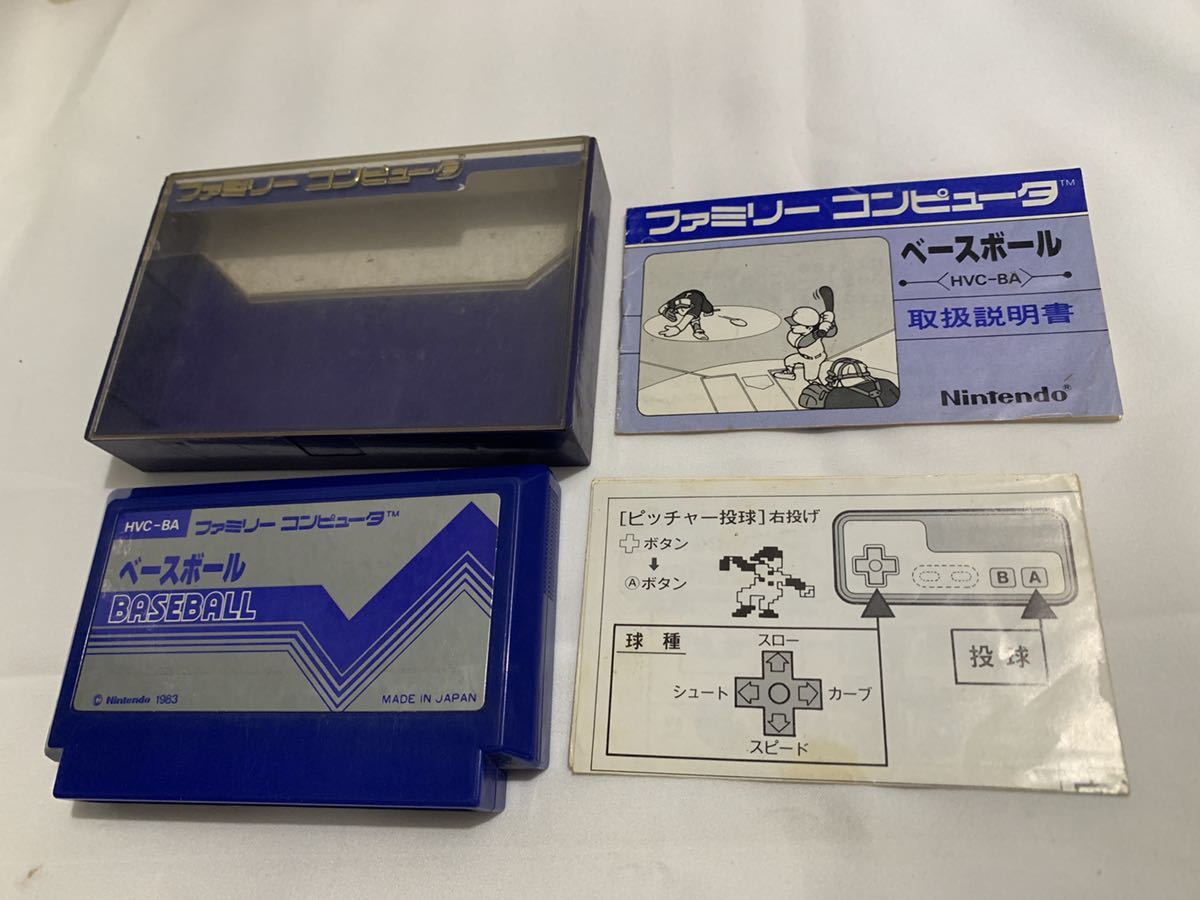 ファミリー コンピュータ
ファミリー コンピュータ™
ベースボール
HVC-BA
取扱説明書
Nintendo®
HVC-BA ファミリー コンピュータ™
ベースボール
BASEBALL
© Nintendo 1983
MADE IN JAPAN
[ピッチャー投球]右投げ
ボタン
Ⓐボタン
B A
球種
スロー
シュート
カーブ
スピード
投球